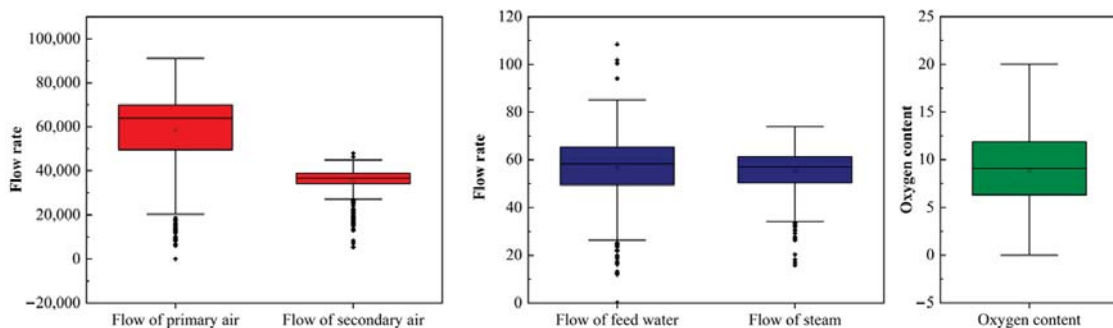 100,000
80,000
60,000
40,000
20,000
0
−20,000
Flow rate
Flow of primary air
Flow of secondary air
120
100
80
60
40
20
0
Flow rate
Flow of feed water
Flow of steam
25
20
15
10
5
0
−5
Oxygen content
Oxygen content